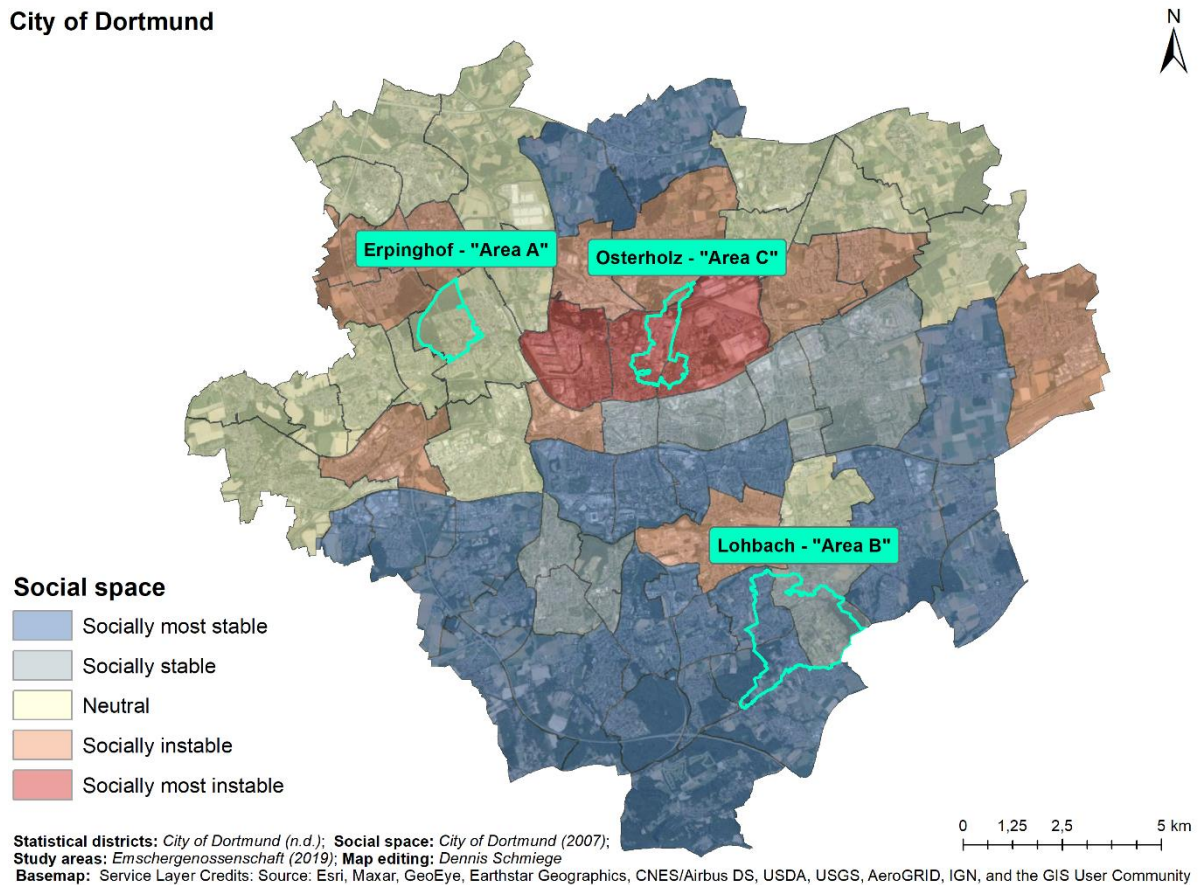 City of Dortmund
N
Erpinghof - "Area A"
Osterholz - "Area C"
Lohbach - "Area B"
Social space
Socially most stable
Socially stable
Neutral
Socially instable
Socially most instable
0 1,25 2,5 5 km
Statistical districts: City of Dortmund (n.d.); Social space: City of Dortmund (2007);
Study areas: Emschergenossenschaft (2019); Map editing: Dennis Schmiege
Basemap: Service Layer Credits: Source: Esri, Maxar, GeoEye, Earthstar Geographics, CNES/Airbus DS, USDA, USGS, AeroGRID, IGN, and the GIS User Community